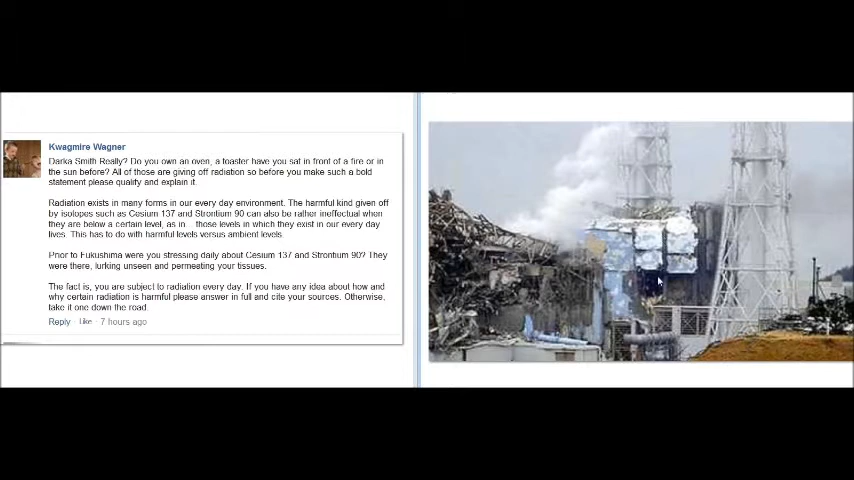 Kwagmire Wagner
Darka Smith Really? Do you own an oven, a toaster have you sat in front of a fire or in
the sun before? All of those are giving off radiation so before you make such a bold
statement please qualify and explain it.
Radiation exists in many forms in our every day environment. The harmful kind given off
by isotopes such as Cesium 137 and Strontium 90 can also be rather ineffectual when
they are below a certain level, as in... those levels in which they exist in our every day
lives. This has to do with harmful levels versus ambient levels.
Prior to Fukushima were you stressing daily about Cesium 137 and Strontium 90? They
were there, lurking unseen and permeating your tissues.
The fact is, you are subject to radiation every day. If you have any idea about how and
why certain radiation is harmful please answer in full and cite your sources. Otherwise,
take it one down the road.
Reply · Like · 7 hours ago